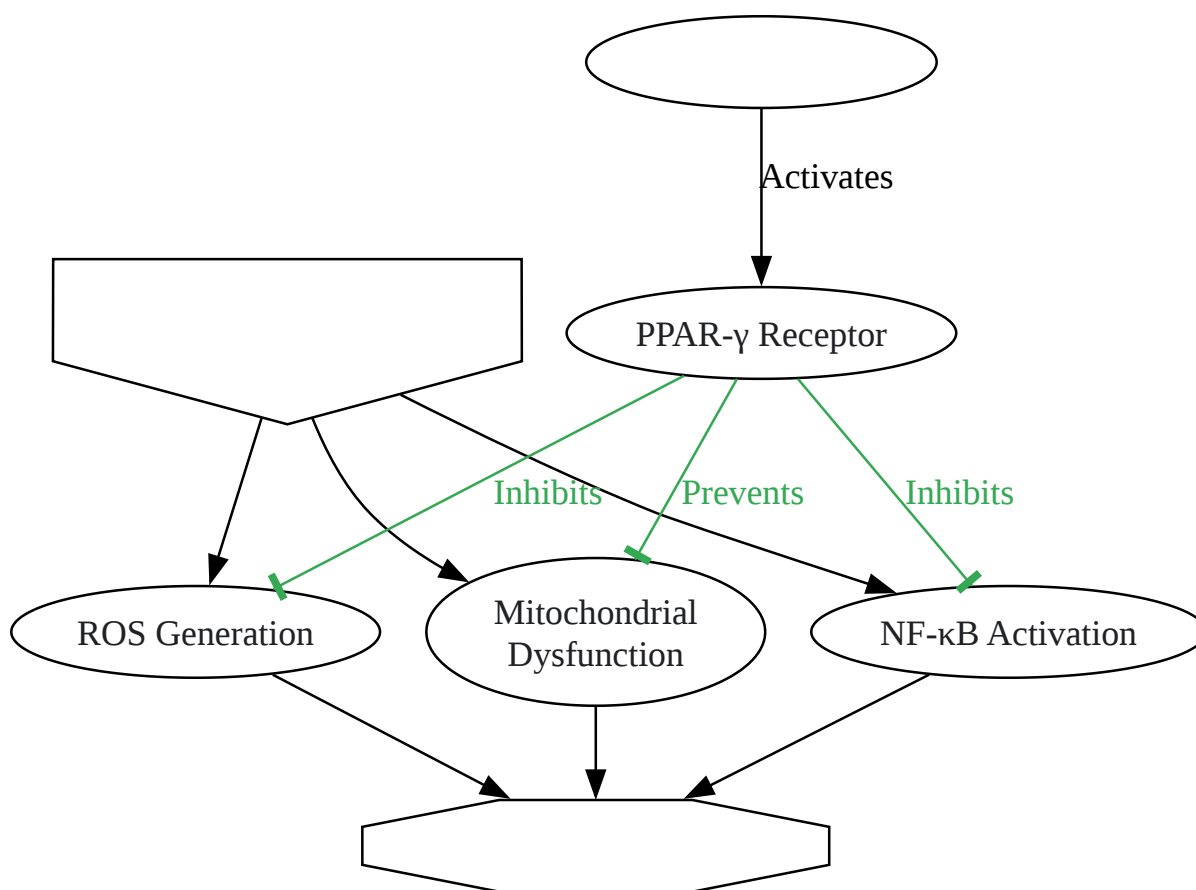 Activates
PPAR-γ Receptor
Inhibits
Prevents
Inhibits
ROS Generation
Mitochondrial
Dysfunction
NF-κB Activation